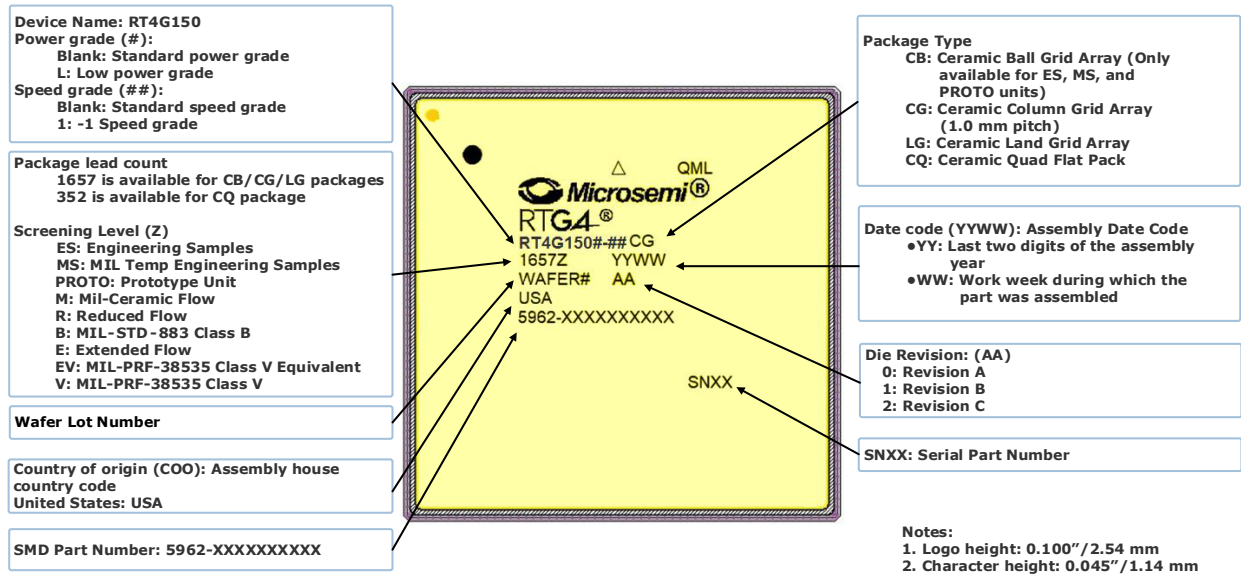 Device Name: RT4G150
Power grade (#):
Blank: Standard power grade
L: Low power grade
Speed grade (##):
Blank: Standard speed grade
1: -1 Speed grade
Package lead count
1657 is available for CB/CG/LG packages
352 is available for CQ package
Screening Level (Z)
ES: Engineering Samples
MS: MIL Temp Engineering Samples
PROTO: Prototype Unit
M: Mil-Ceramic Flow
R: Reduced Flow
B: MIL-STD-883 Class B
E: Extended Flow
EV: MIL-PRF-38535 Class V Equivalent
V: MIL-PRF-38535 Class V
Wafer Lot Number
Country of origin (COO): Assembly house
country code
United States: USA
SMD Part Number: 5962-XXXXXXXXXX
△ QML
Microsemi®
RTG4®
RT4G150#-## CG
1657Z YYWW
WAFER# AA
USA
5962-XXXXXXXXXX
SNXX
Package Type
CB: Ceramic Ball Grid Array (Only
available for ES, MS, and
PROTO units)
CG: Ceramic Column Grid Array
(1.0 mm pitch)
LG: Ceramic Land Grid Array
CQ: Ceramic Quad Flat Pack
Date code (YYWW): Assembly Date Code
●YY: Last two digits of the assembly
year
●WW: Work week during which the
part was assembled
Die Revision: (AA)
0: Revision A
1: Revision B
2: Revision C
SNXX: Serial Part Number
Notes:
1. Logo height: 0.100″/2.54 mm
2. Character height: 0.045″/1.14 mm